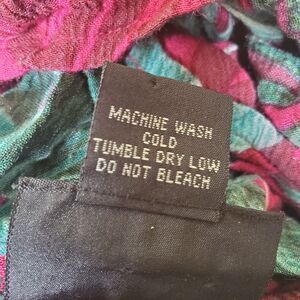 MACHINE WASH
COLD
TUMBLE DRY LOW
DO NOT BLEACH